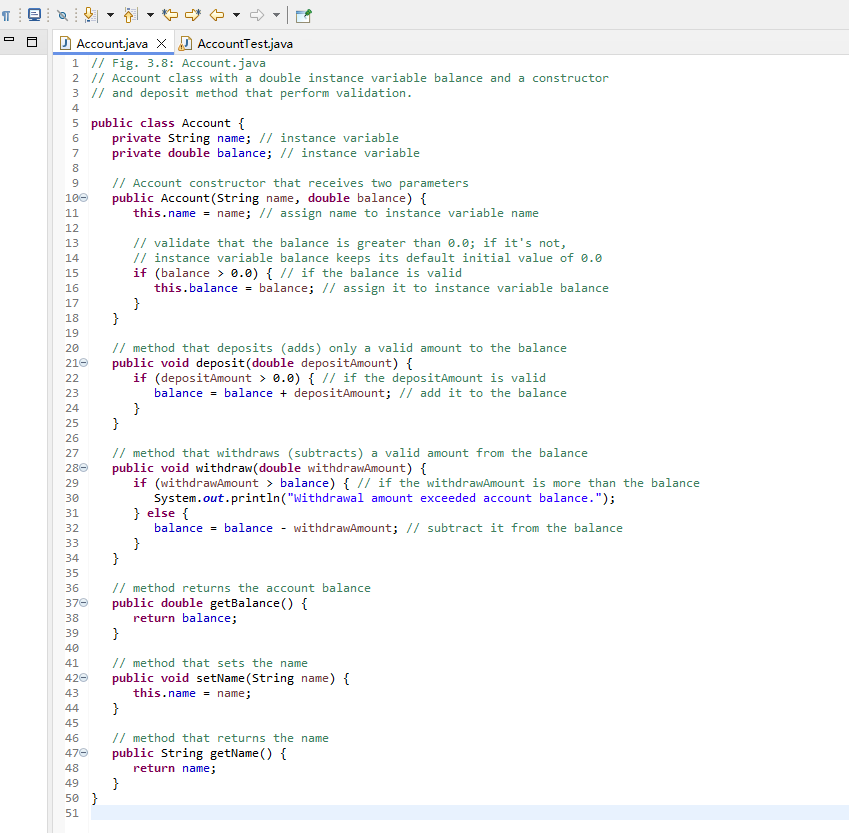 Account.java AccountTest.java
1 // Fig. 3.8: Account.java
2 // Account class with a double instance variable balance and a constructor
3 // and deposit method that perform validation.
4
5 public class Account {
6    private String name; // instance variable
7    private double balance; // instance variable
8
9    // Account constructor that receives two parameters
10    public Account(String name, double balance) {
11       this.name = name; // assign name to instance variable name
12
13       // validate that the balance is greater than 0.0; if it's not,
14       // instance variable balance keeps its default initial value of 0.0
15       if (balance > 0.0) { // if the balance is valid
16          this.balance = balance; // assign it to instance variable balance
17       }
18    }
19
20    // method that deposits (adds) only a valid amount to the balance
21    public void deposit(double depositAmount) {
22       if (depositAmount > 0.0) { // if the depositAmount is valid
23          balance = balance + depositAmount; // add it to the balance
24       }
25    }
26
27    // method that withdraws (subtracts) a valid amount from the balance
28    public void withdraw(double withdrawAmount) {
29       if (withdrawAmount > balance) { // if the withdrawAmount is more than the balance
30          System.out.println("Withdrawal amount exceeded account balance.");
31       } else {
32          balance = balance - withdrawAmount; // subtract it from the balance
33       }
34    }
35
36    // method returns the account balance
37    public double getBalance() {
38       return balance;
39    }
40
41    // method that sets the name
42    public void setName(String name) {
43       this.name = name;
44    }
45
46    // method that returns the name
47    public String getName() {
48       return name;
49    }
50 }
51